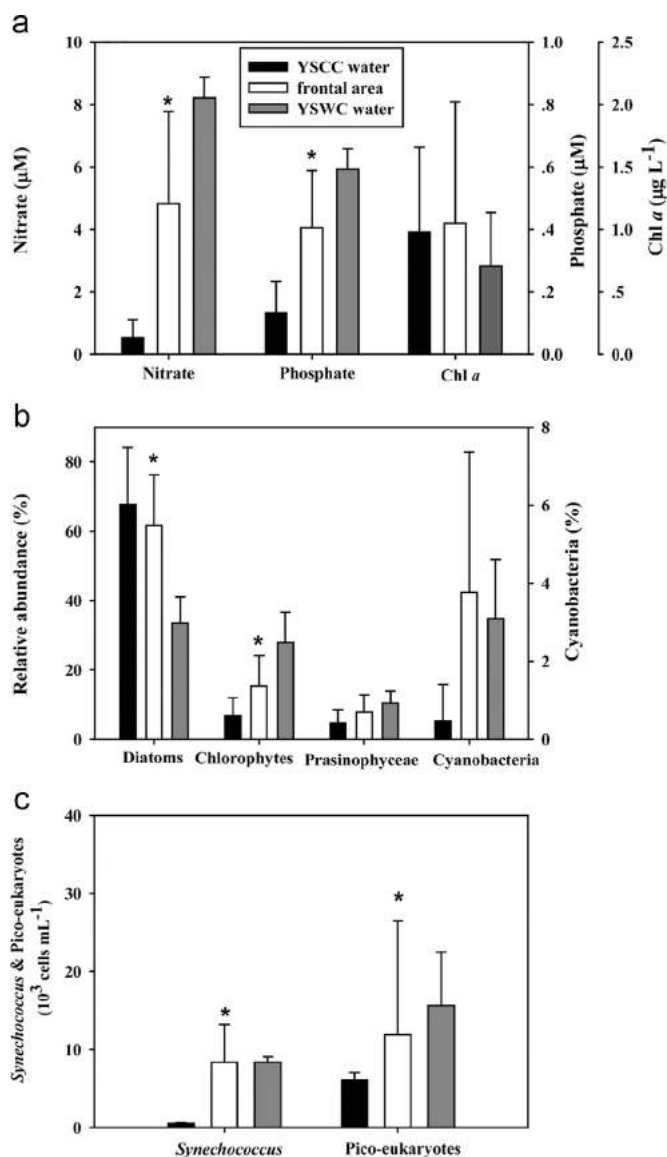 a
10
8
6
4
2
0
Nitrate (μM)
YSCC water
frontal area
YSWC water
*
*
1.0
.8
.6
.4
.2
0.0
Phosphate (μM)
2.5
2.0
1.5
1.0
0.5
0.0
Chl a (μg L-1)
Nitrate Phosphate Chl a
b
80
60
40
20
0
Relative abundance (%)
*
*
8
6
4
2
0
Cyanobacteria (%)
Diatoms Chlorophytes Prasinophyceae Cyanobacteria
c
40
30
20
10
0
Synechococcus & Pico-eukaryotes
(10³ cells mL-1)
*
*
Synechococcus Pico-eukaryotes